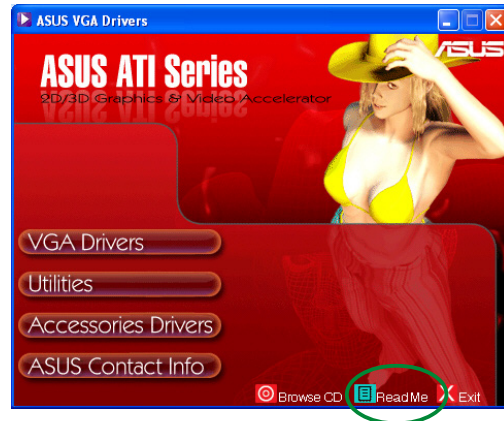 ASUS VGA Drivers
ASUS
ASUS ATI Series
2D/3D Graphics & Video Accelerator
VGA Drivers
Utilities
Accessories Drivers
ASUS Contact Info
Browse CD ReadMe Exit